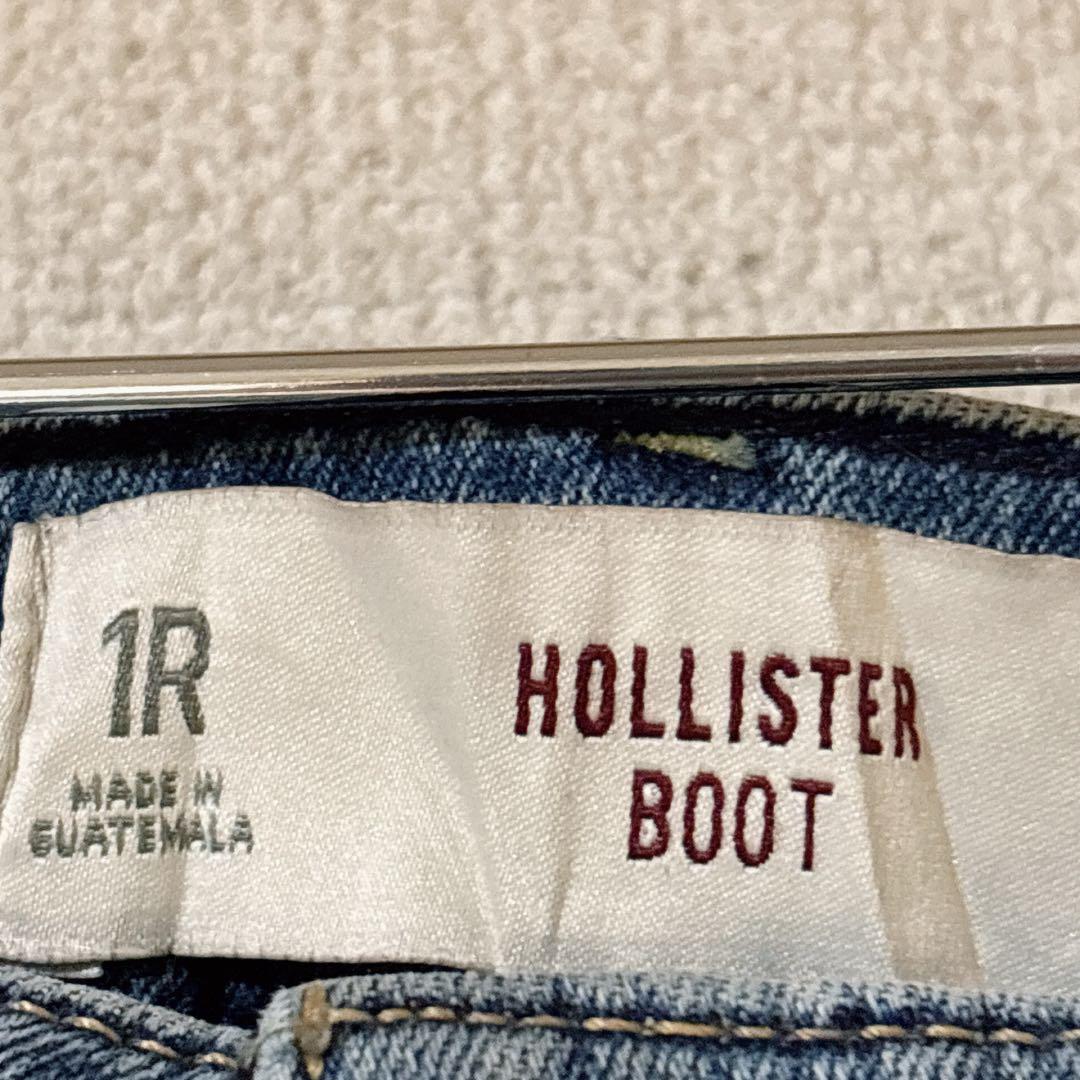 1R
MADE IN
GUATEMALA
HOLLISTER
BOOT